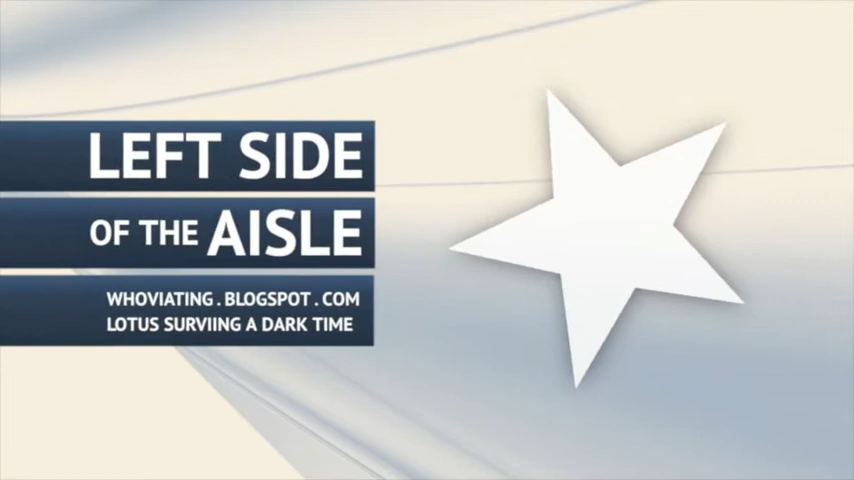 LEFT SIDE
OF THE AISLE
WHOVIATING . BLOGSPOT . COM
LOTUS SURVIING A DARK TIME